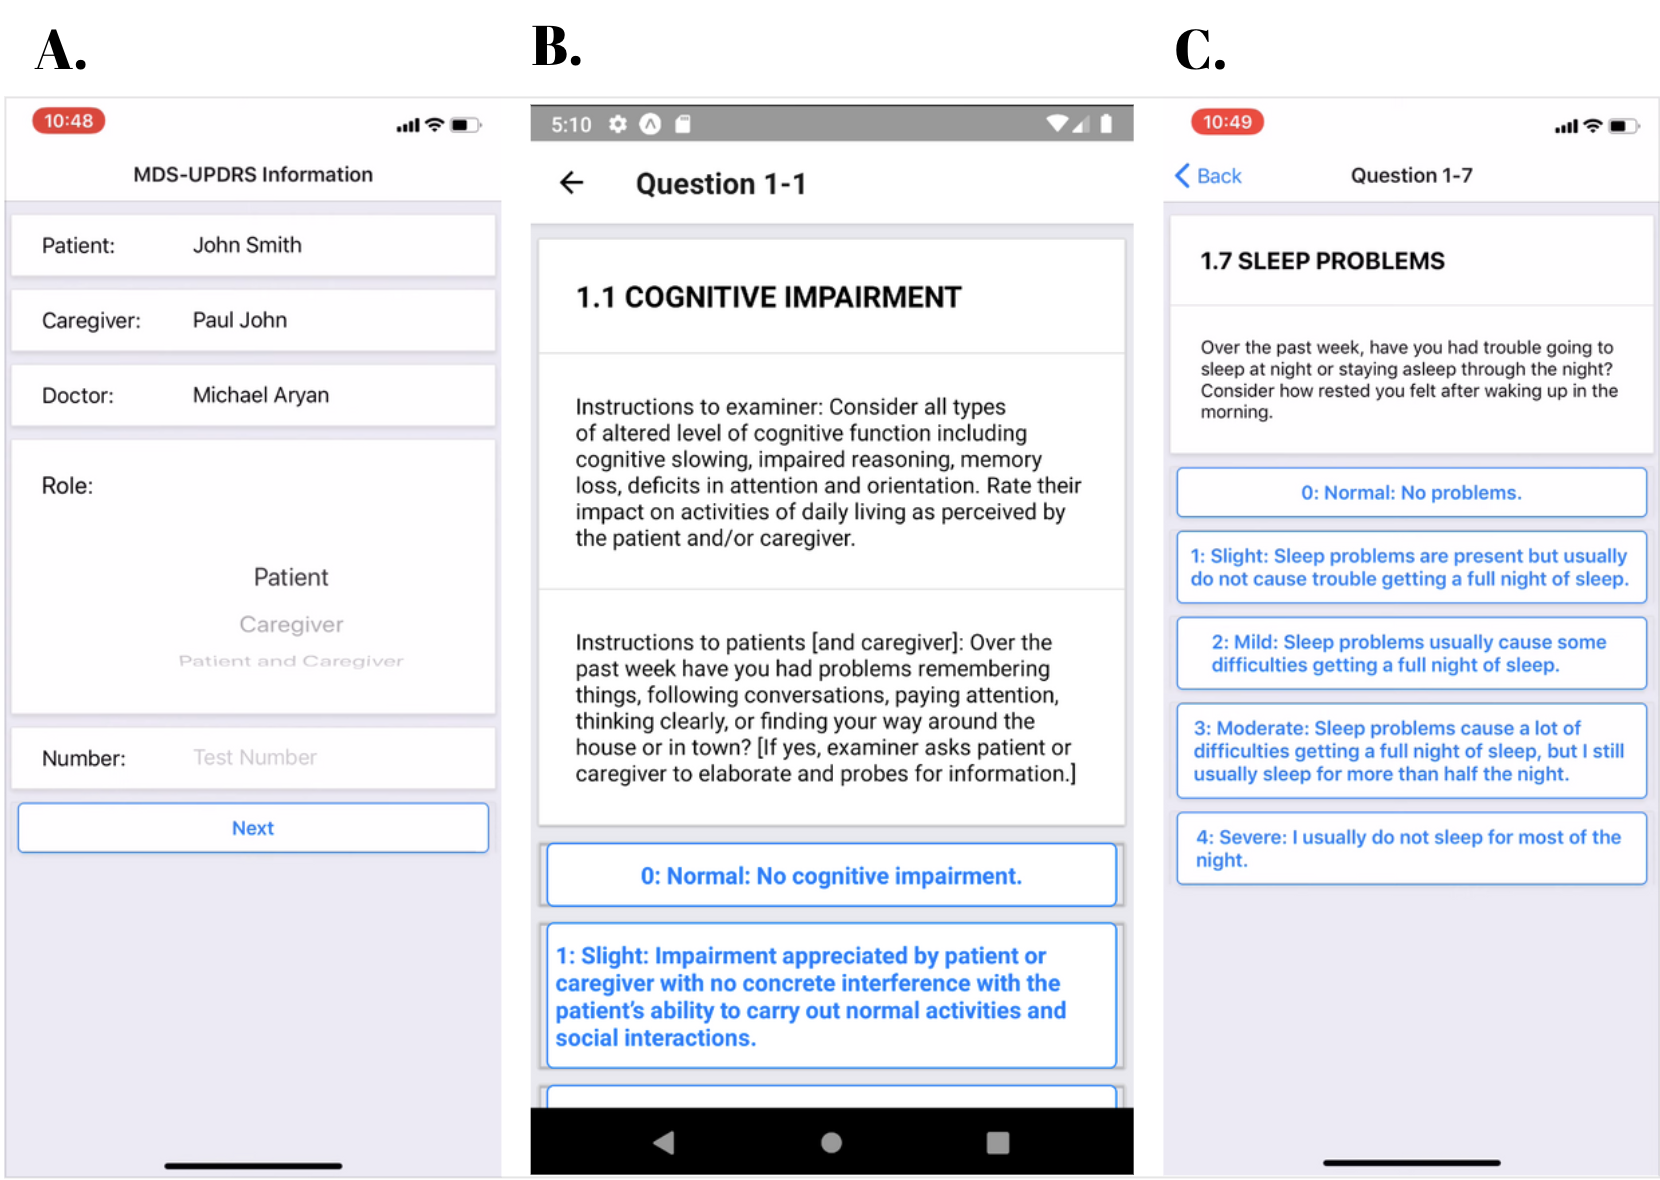 A.
10:48
MDS-UPDRS Information
Patient: John Smith
Caregiver: Paul John
Doctor: Michael Aryan
Role:
Patient
Caregiver
Patient and Caregiver
Number: Test Number
Next
B.
5:10
Question 1-1
1.1 COGNITIVE IMPAIRMENT
Instructions to examiner: Consider all types
of altered level of cognitive function including
cognitive slowing, impaired reasoning, memory
loss, deficits in attention and orientation. Rate their
impact on activities of daily living as perceived by
the patient and/or caregiver.
Instructions to patients [and caregiver]: Over the
past week have you had problems remembering
things, following conversations, paying attention,
thinking clearly, or finding your way around the
house or in town? [If yes, examiner asks patient or
caregiver to elaborate and probes for information.]
0: Normal: No cognitive impairment.
1: Slight: Impairment appreciated by patient or
caregiver with no concrete interference with the
patient’s ability to carry out normal activities and
social interactions.
C.
10:49
Back
Question 1-7
1.7 SLEEP PROBLEMS
Over the past week, have you had trouble going to
sleep at night or staying asleep through the night?
Consider how rested you felt after waking up in the
morning.
0: Normal: No problems.
1: Slight: Sleep problems are present but usually
do not cause trouble getting a full night of sleep.
2: Mild: Sleep problems usually cause some
difficulties getting a full night of sleep.
3: Moderate: Sleep problems cause a lot of
difficulties getting a full night of sleep, but I still
usually sleep for more than half the night.
4: Severe: I usually do not sleep for most of the
night.